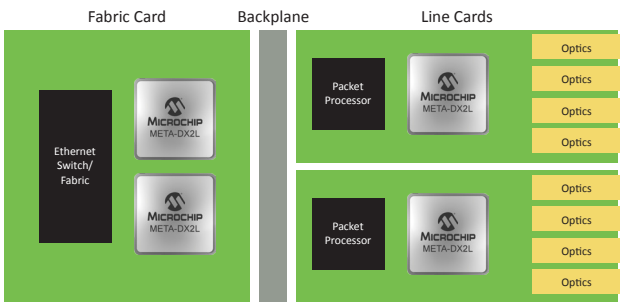 Fabric Card
Backplane
Line Cards
Ethernet
Switch/
Fabric
MICROCHIP
META-DX2L
MICROCHIP
META-DX2L
Packet
Processor
MICROCHIP
META-DX2L
Optics
Optics
Optics
Optics
Packet
Processor
MICROCHIP
META-DX2L
Optics
Optics
Optics
Optics